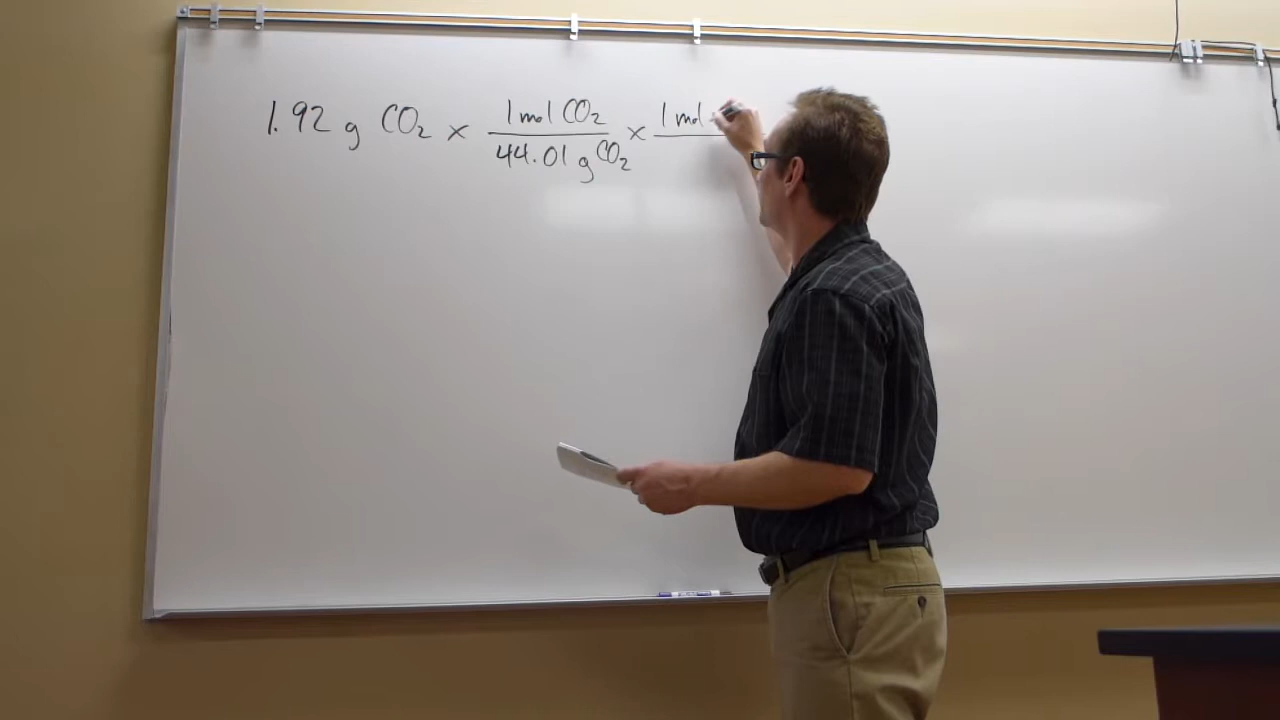 1.92 g CO₂ × 1 mol CO₂ × 1 mol
44.01 g CO₂